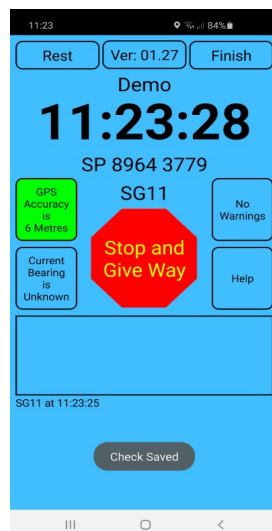 11:23 84%
Rest Ver: 01.27 Finish
Demo
11:23:28
SP 8964 3779
GPS
Accuracy
is
6 Metres
SG11
No
Warnings
Stop and
Give Way
Current
Bearing
is
Unknown
Help
SG11 at 11:23:25
Check Saved